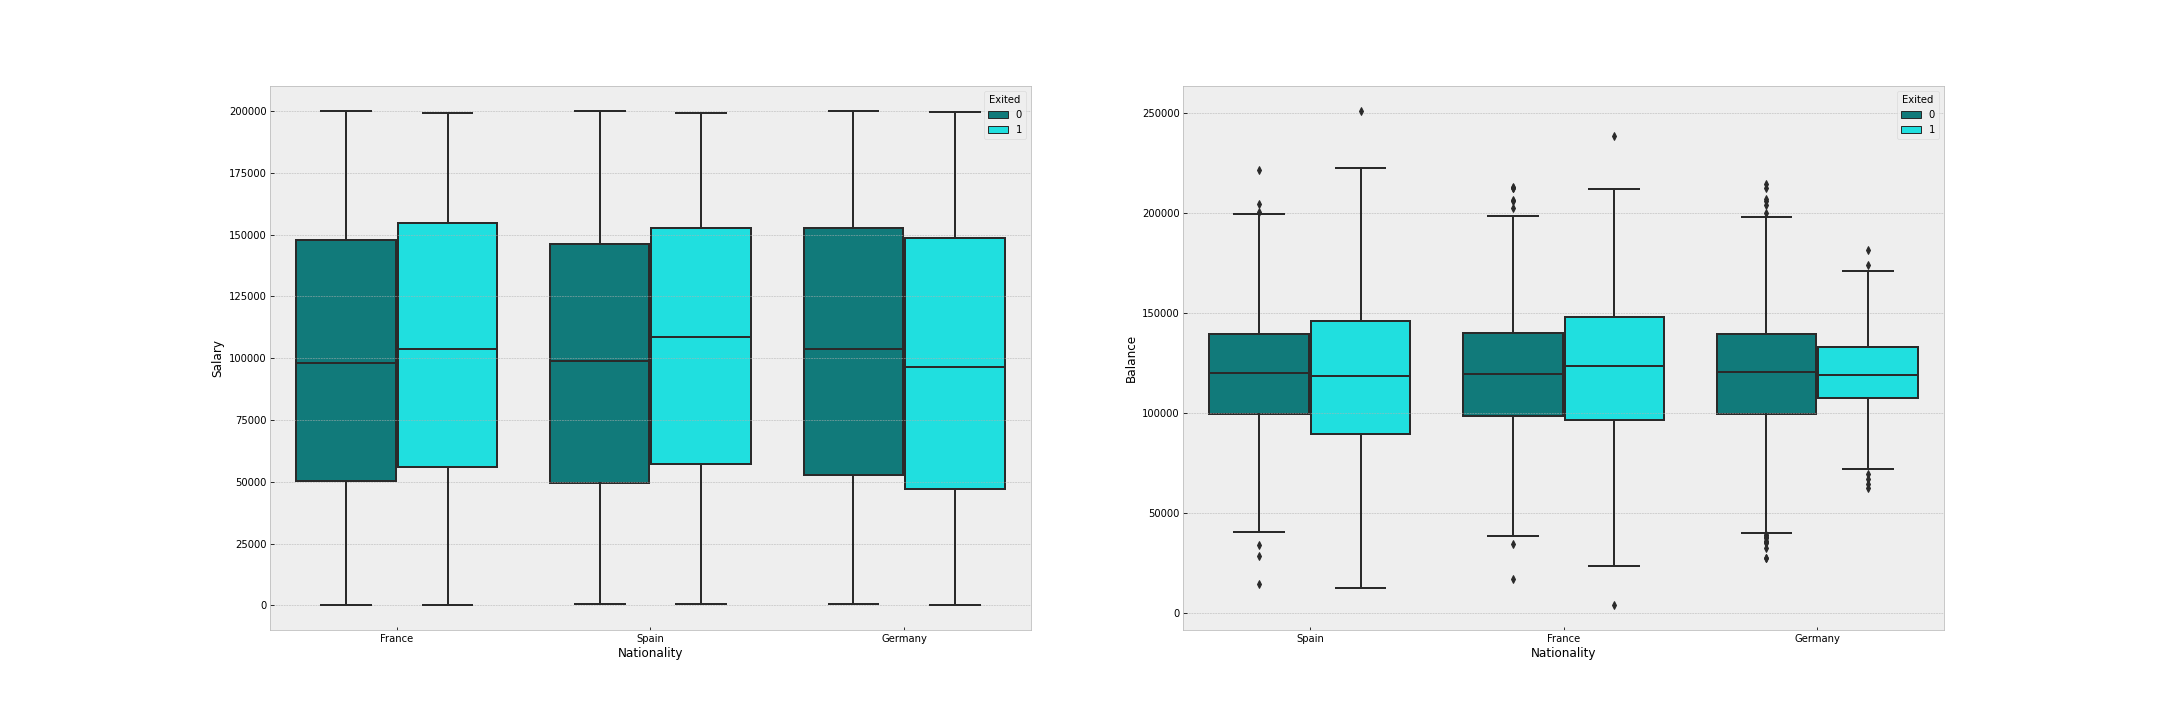 Exited
0
1
200000
175000
150000
125000
100000
75000
50000
25000
0
Salary
France Spain Germany
Nationality
Exited
0
1
250000
200000
150000
100000
50000
0
Balance
Spain France Germany
Nationality